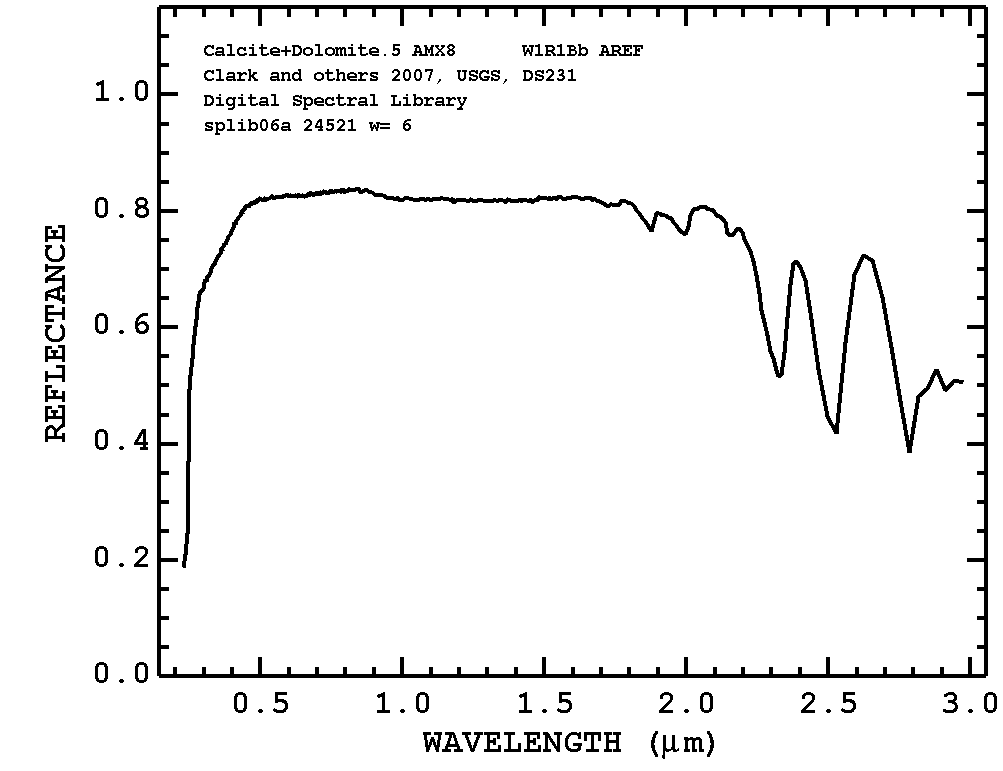 Calcite+Dolomite.5 AMX8 W1R1Bb AREF
Clark and others 2007, USGS, DS231
Digital Spectral Library
splib06a 24521 w= 6
REFLECTANCE
1.0
0.8
0.6
0.4
0.2
0.0
0.5 1.0 1.5 2.0 2.5 3.0
WAVELENGTH (μm)